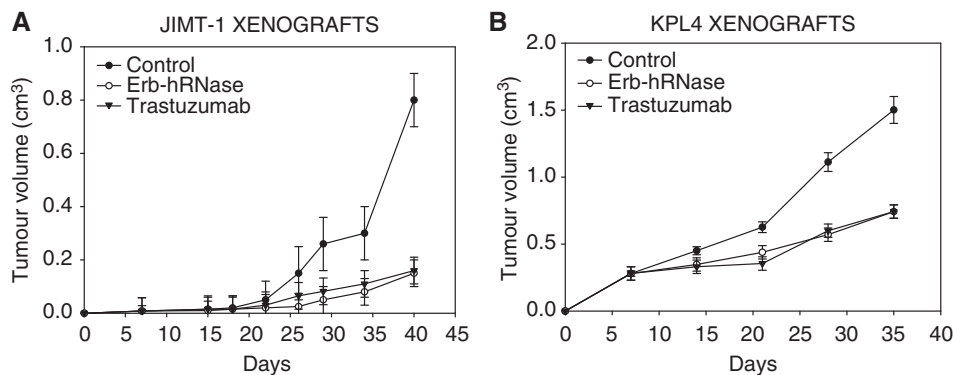 A
JIMT-1 XENOGRAFTS
1.0
0.8
0.6
0.4
0.2
0.0
Tumour volume (cm³)
Control
Erb-hRNase
Trastuzumab
0 5 10 15 20 25 30 35 40 45
Days
B
KPL4 XENOGRAFTS
2.0
1.5
1.0
0.5
0.0
Tumour volume (cm³)
Control
Erb-hRNase
Trastuzumab
0 5 10 15 20 25 30 35 40
Days